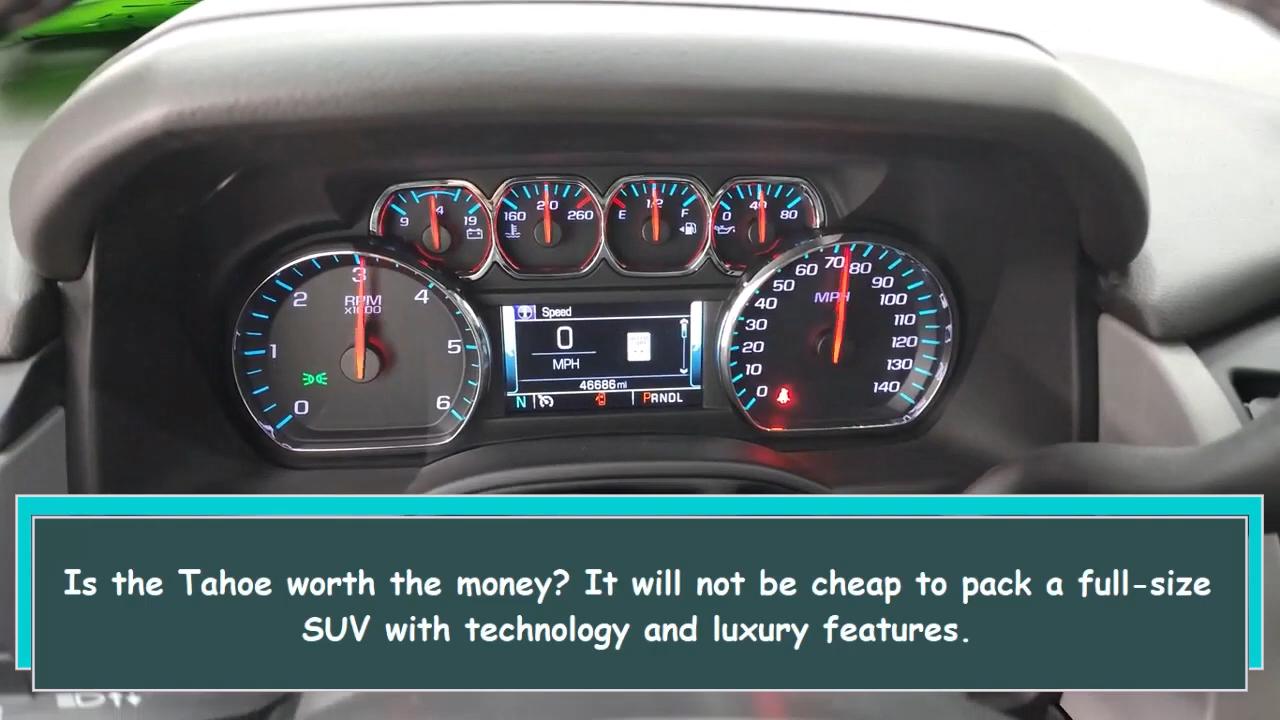 9 14 19
160 210 260
E 1/2 F
0 40 80
0 1 2 3 4 5 6
RPM
x1000
Speed
0
MPH
46686 mi
N
PRNDL
0 10 20 30 40 50 60 70 80 90 100 110 120 130 140
MPH
Is the Tahoe worth the money? It will not be cheap to pack a full-size
SUV with technology and luxury features.